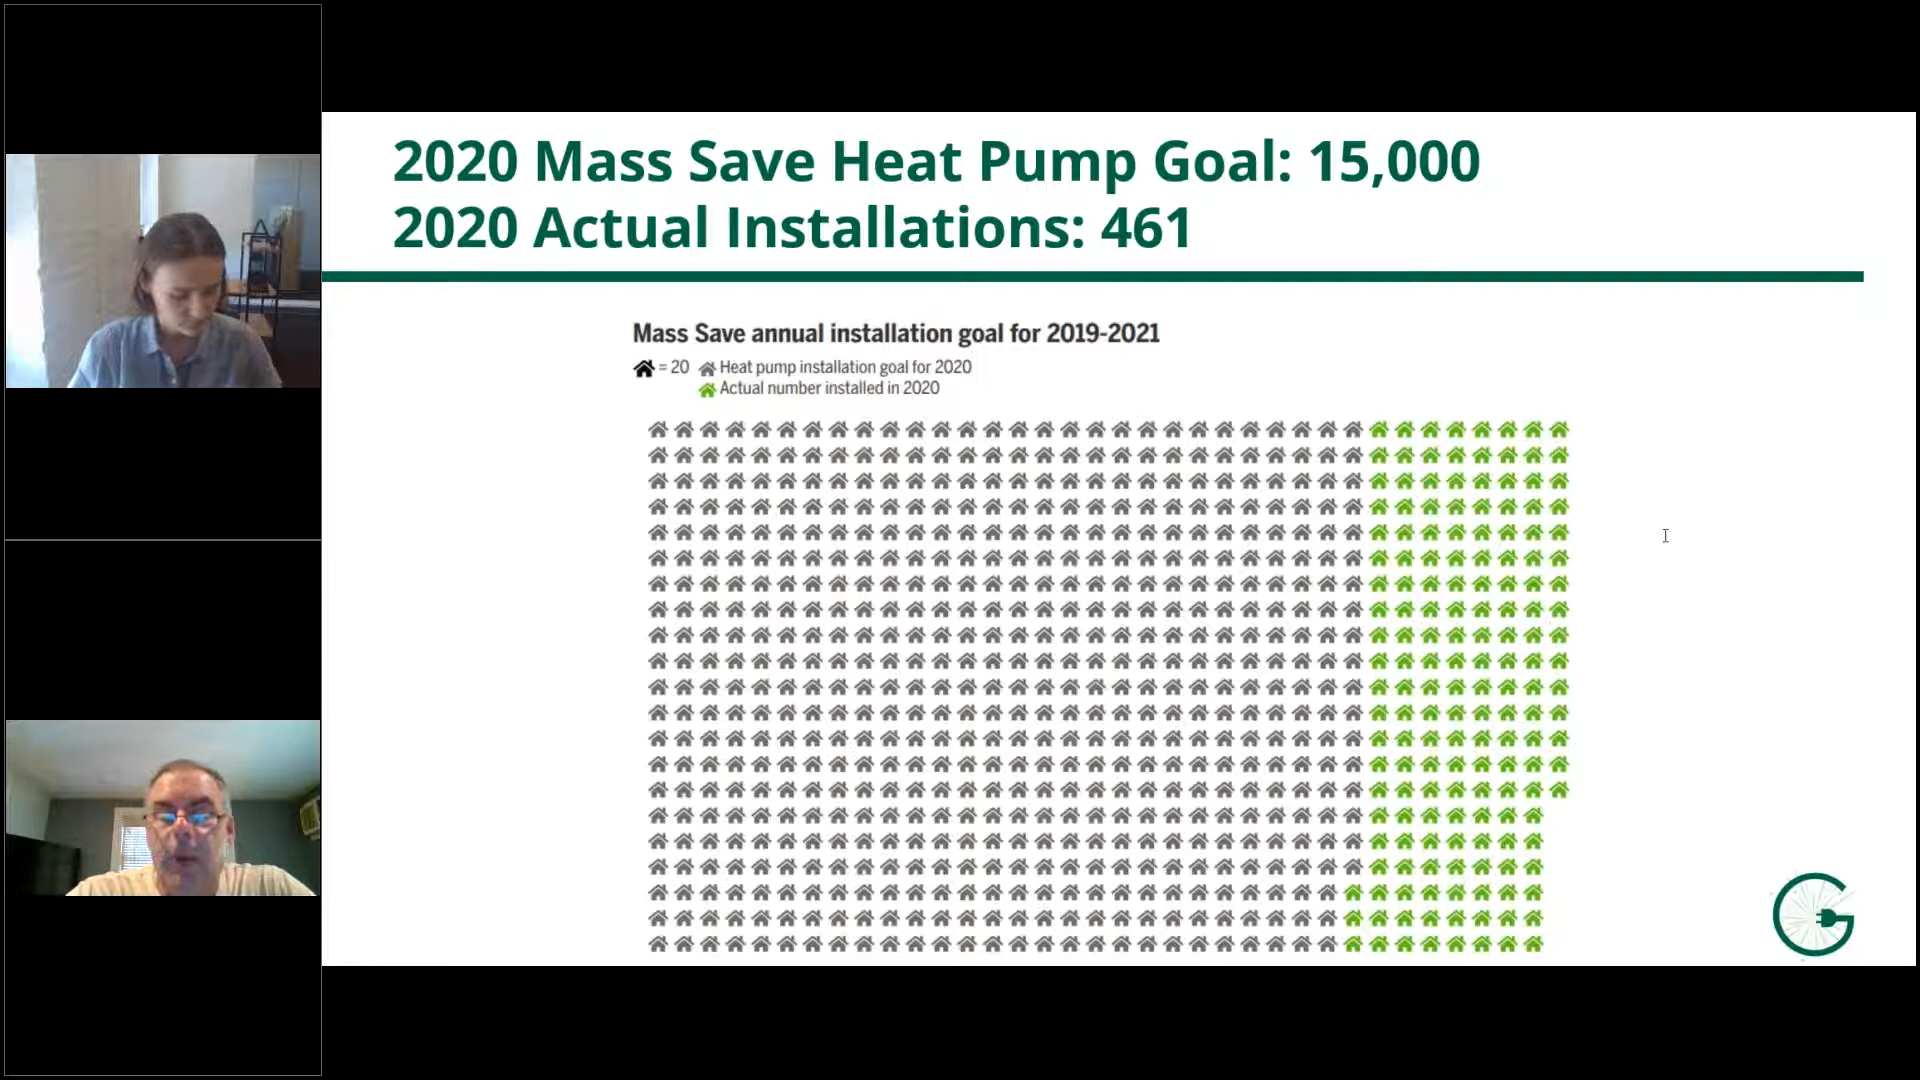 2020 Mass Save Heat Pump Goal: 15,000
2020 Actual Installations: 461
Mass Save annual installation goal for 2019-2021
= 20 Heat pump installation goal for 2020
Actual number installed in 2020